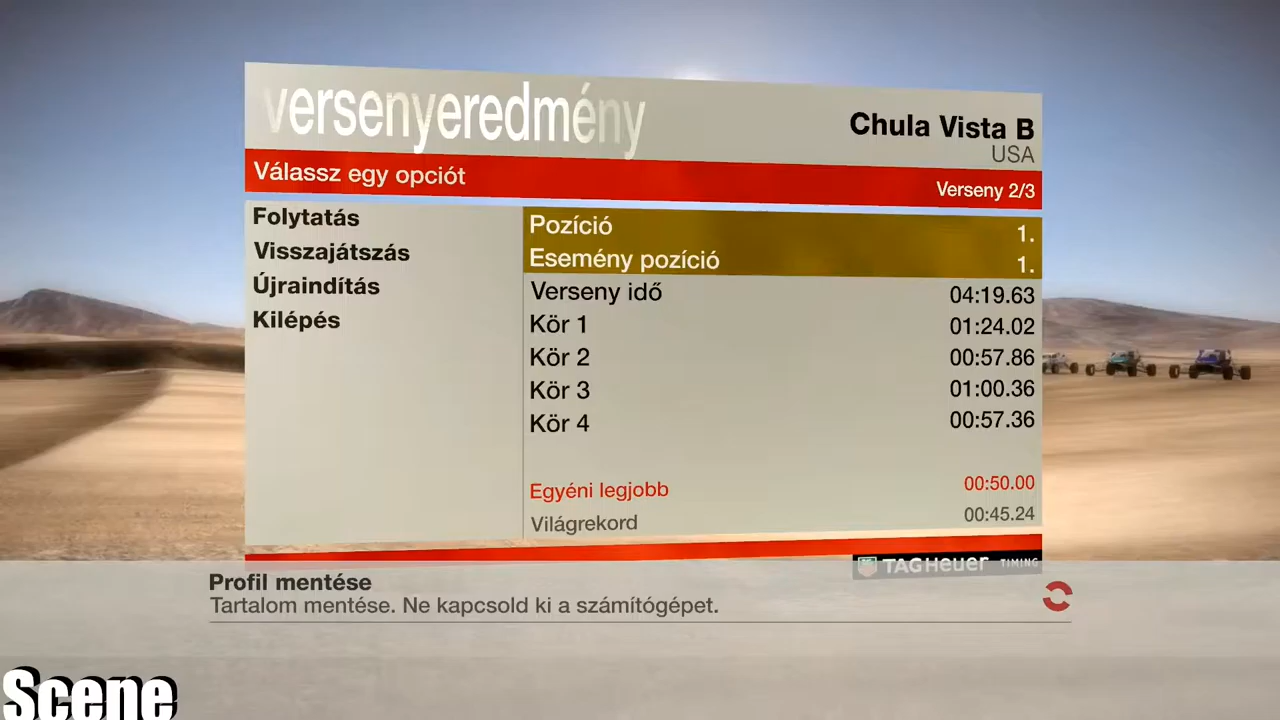 versenyeredmény
Chula Vista B
USA
Válassz egy opciót
Verseny 2/3
Folytatás
Visszajátszás
Újraindítás
Kilépés
Pozíció 1.
Esemény pozíció 1.
Verseny idő 04:19.63
Kör 1 01:24.02
Kör 2 00:57.86
Kör 3 01:00.36
Kör 4 00:57.36
Egyéni legjobb 00:50.00
Világrekord 00:45.24
TAGHeuer TIMING
Profil mentése
Tartalom mentése. Ne kapcsold ki a számítógépet.
Scene